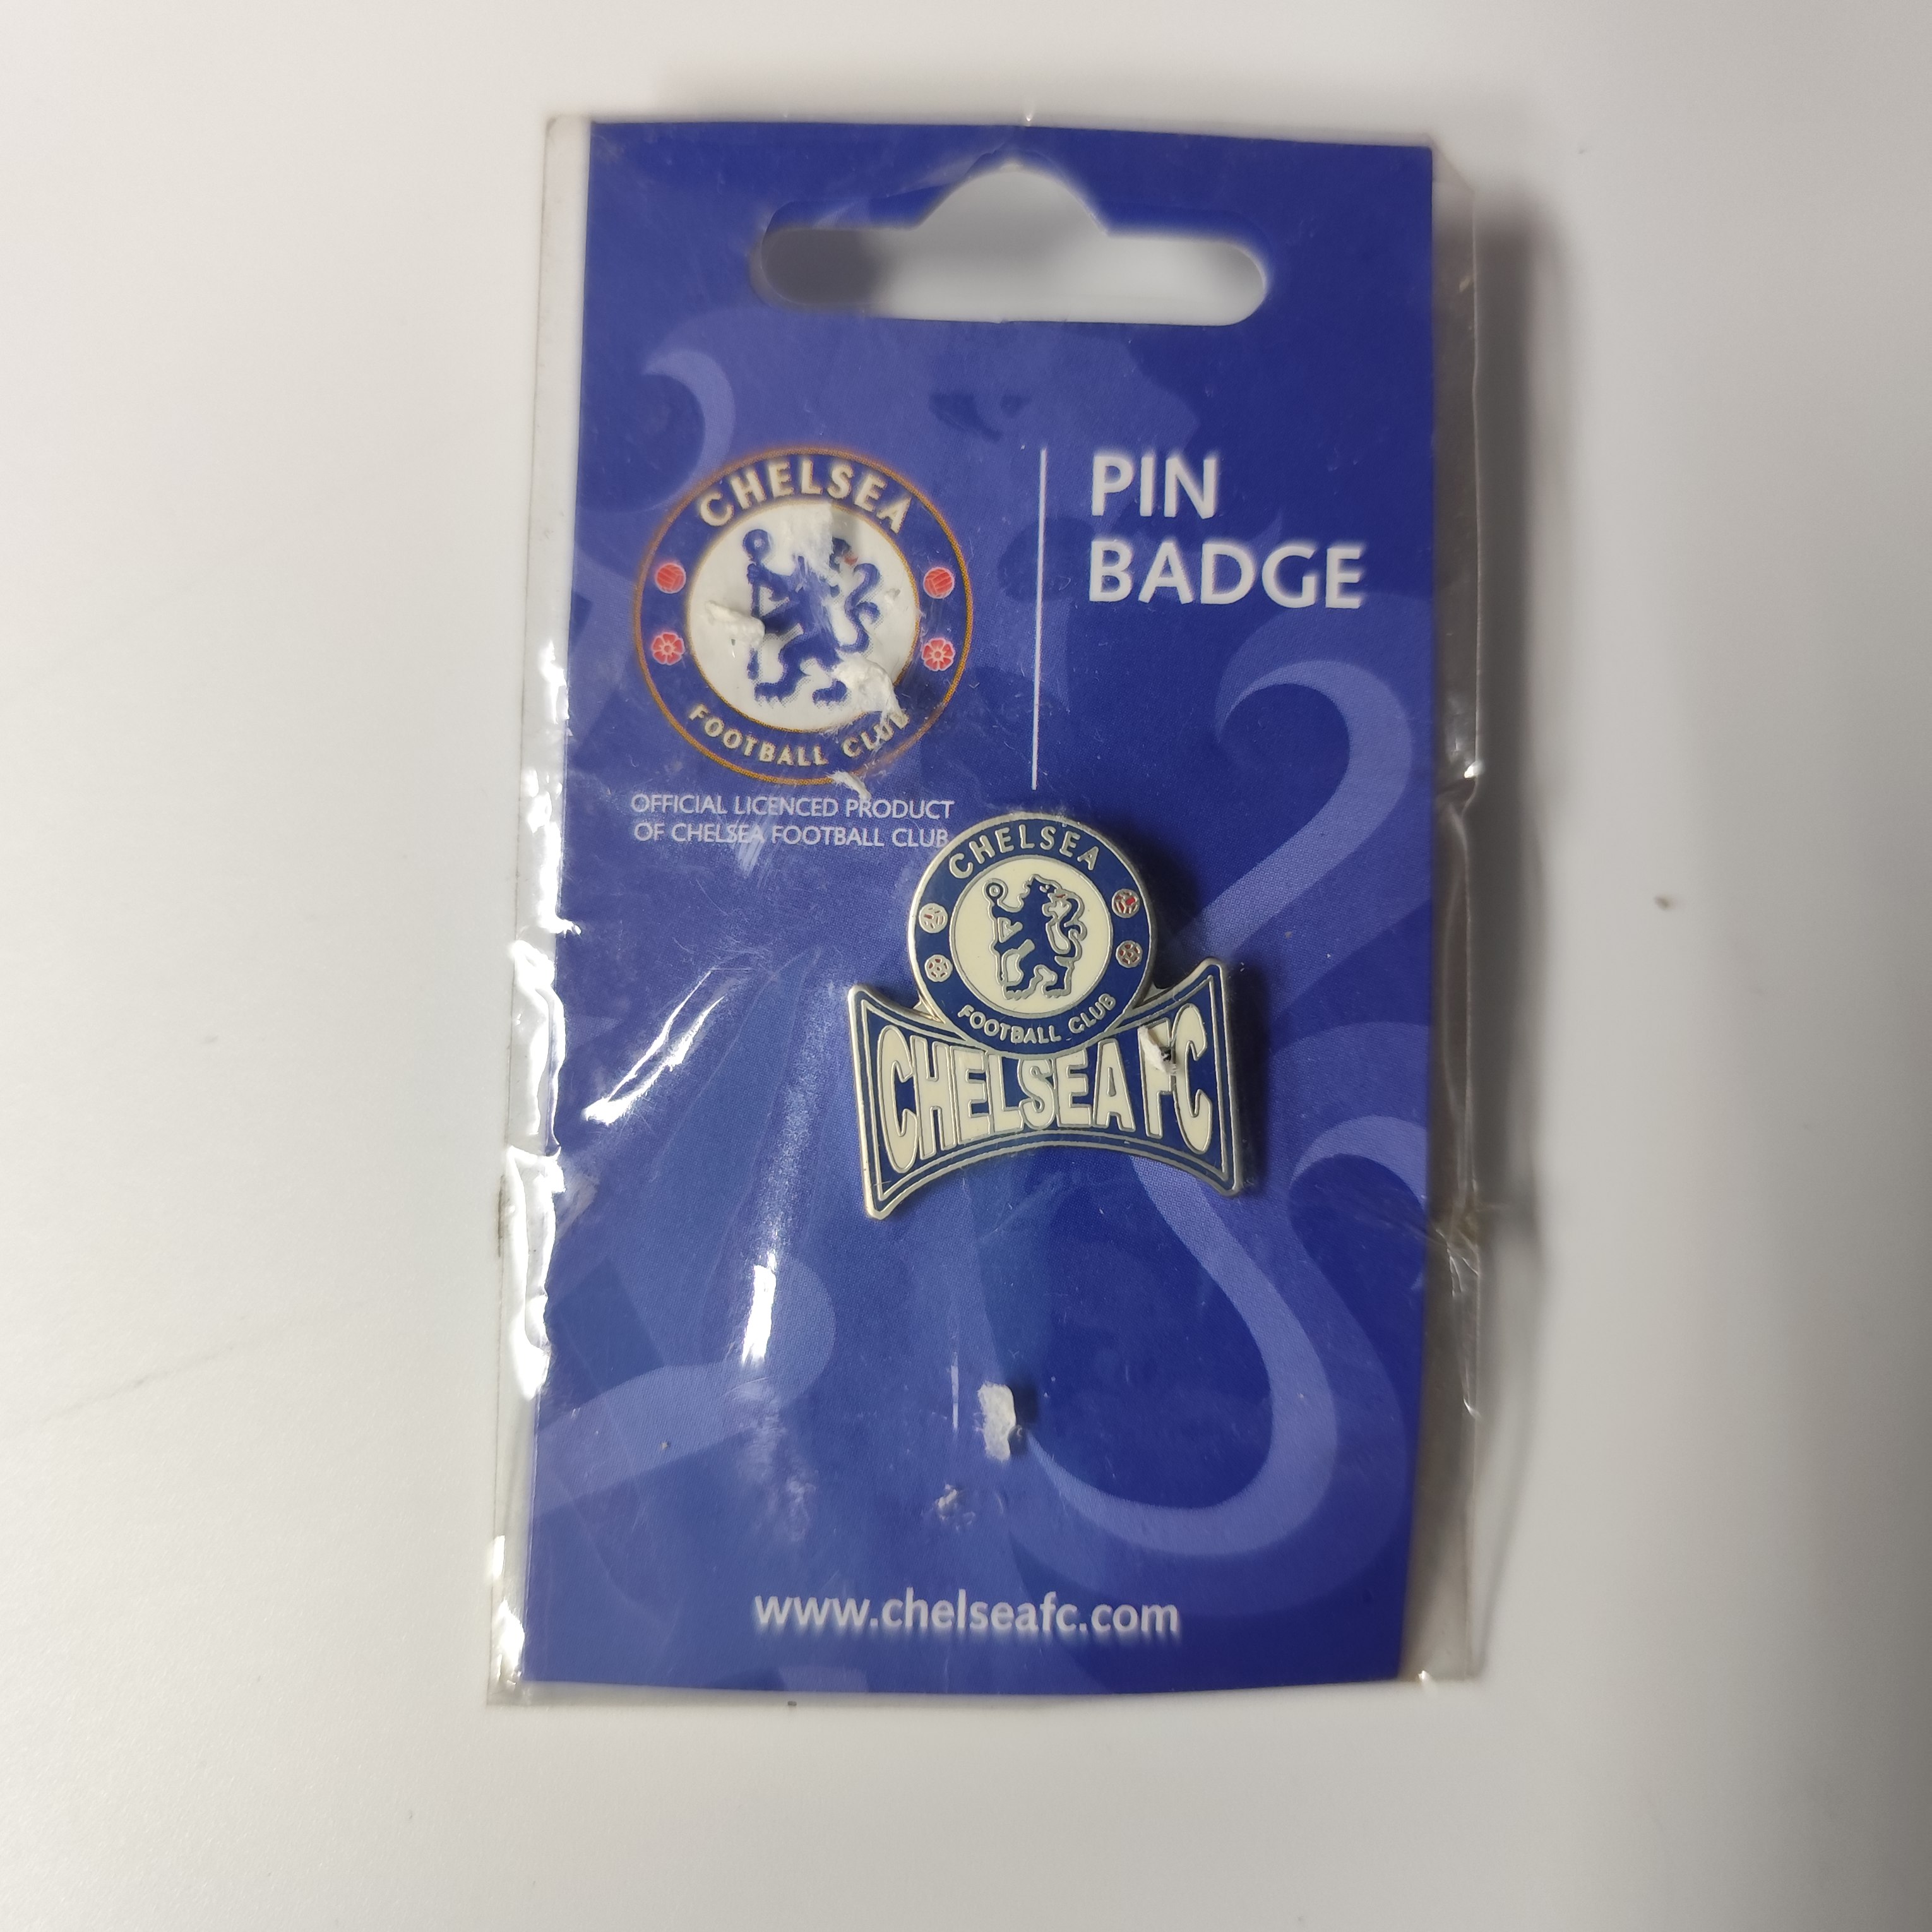 CHELSEA
FOOTBALL CLUB
PIN
BADGE
OFFICIAL LICENCED PRODUCT
OF CHELSEA FOOTBALL CLUB
CHELSEA
FOOTBALL CLUB
CHELSEA FC
www.chelseafc.com